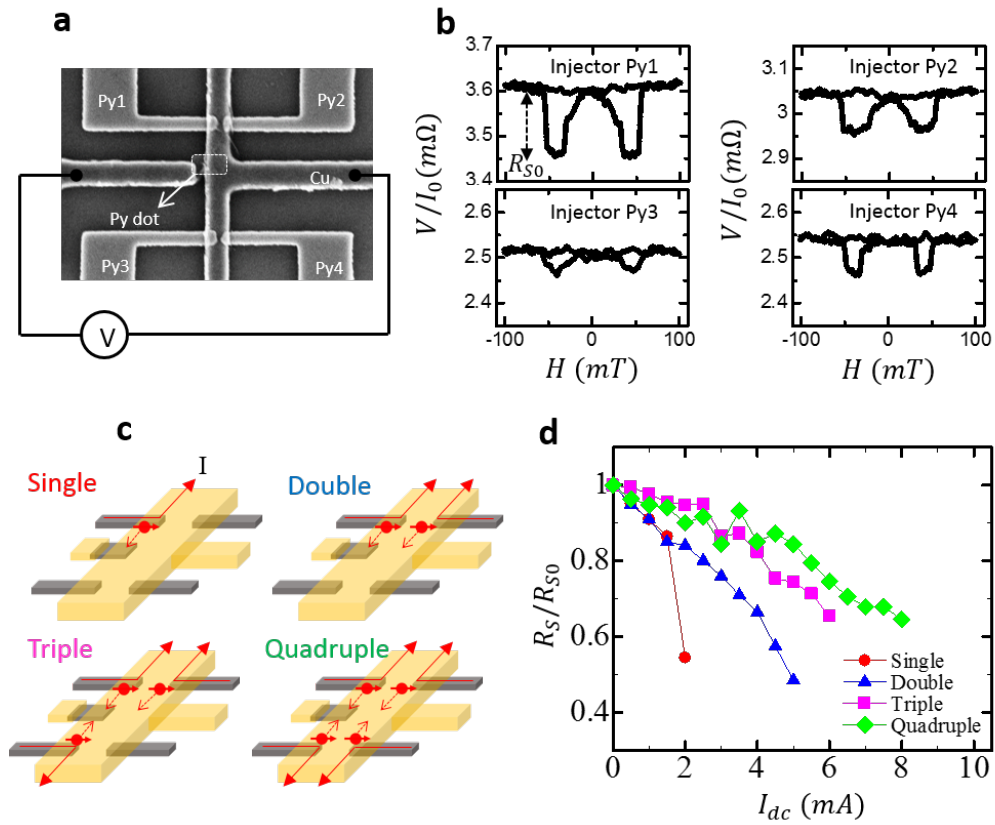 a
Py1
Py2
Cu
Py dot
Py3
Py4
V
b
3.7
3.6
3.5
3.4
Injector Py1
R_{S0}
3.1
3
2.9
Injector Py2
V/I_0 (mΩ)
V/I_0 (mΩ)
2.6
2.5
2.4
Injector Py3
2.6
2.5
2.4
Injector Py4
-100 0 100
-100 0 100
H (mT)
H (mT)
c
Single
I
Double
Triple
Quadruple
d
1
0.8
0.6
0.4
R_S/R_{S0}
Single
Double
Triple
Quadruple
0 2 4 6 8 10
I_{dc} (mA)